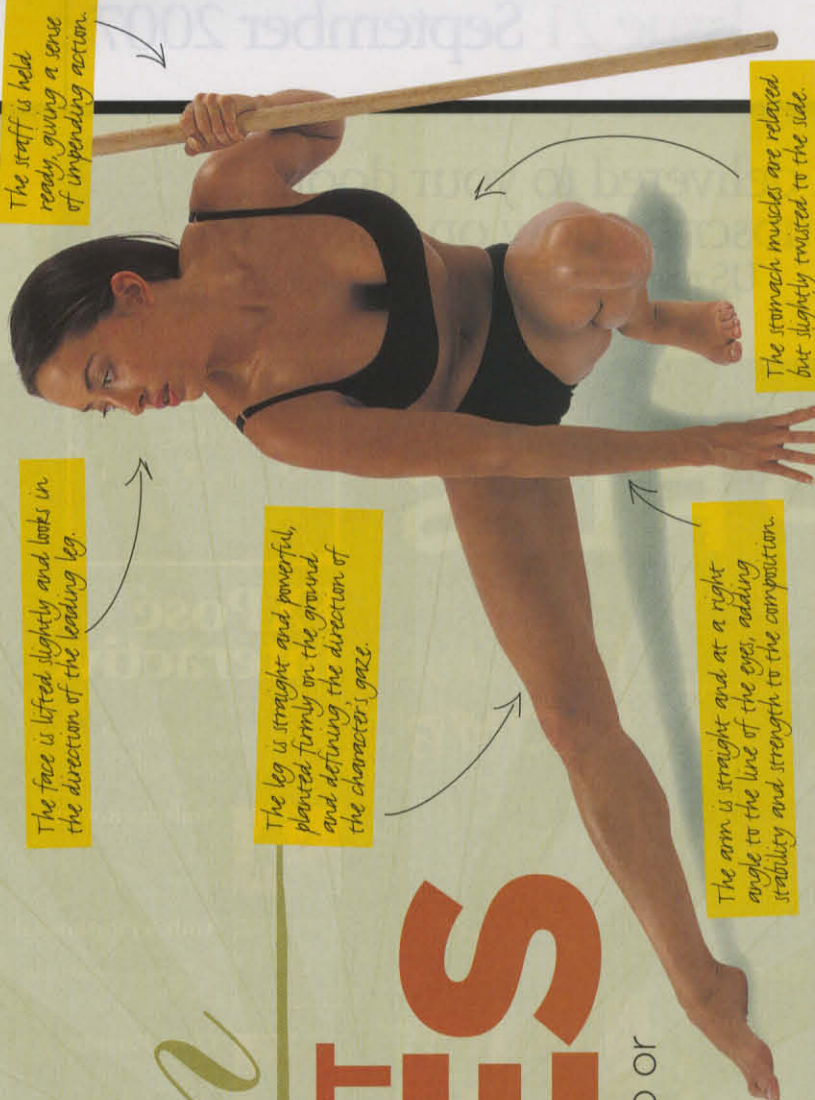 The staff is held
ready, giving a sense
of impending action.
The face is lifted slightly and looks in
the direction of the leading leg.
The leg is straight and powerful,
planted firmly on the ground
and defining the direction of
the character's gaze.
T
ES
or
The arm is straight and at a right
angle to the line of the eyes, adding
stability and strength to the composition.
The stomach muscles are relaxed
but slightly twisted to the side.